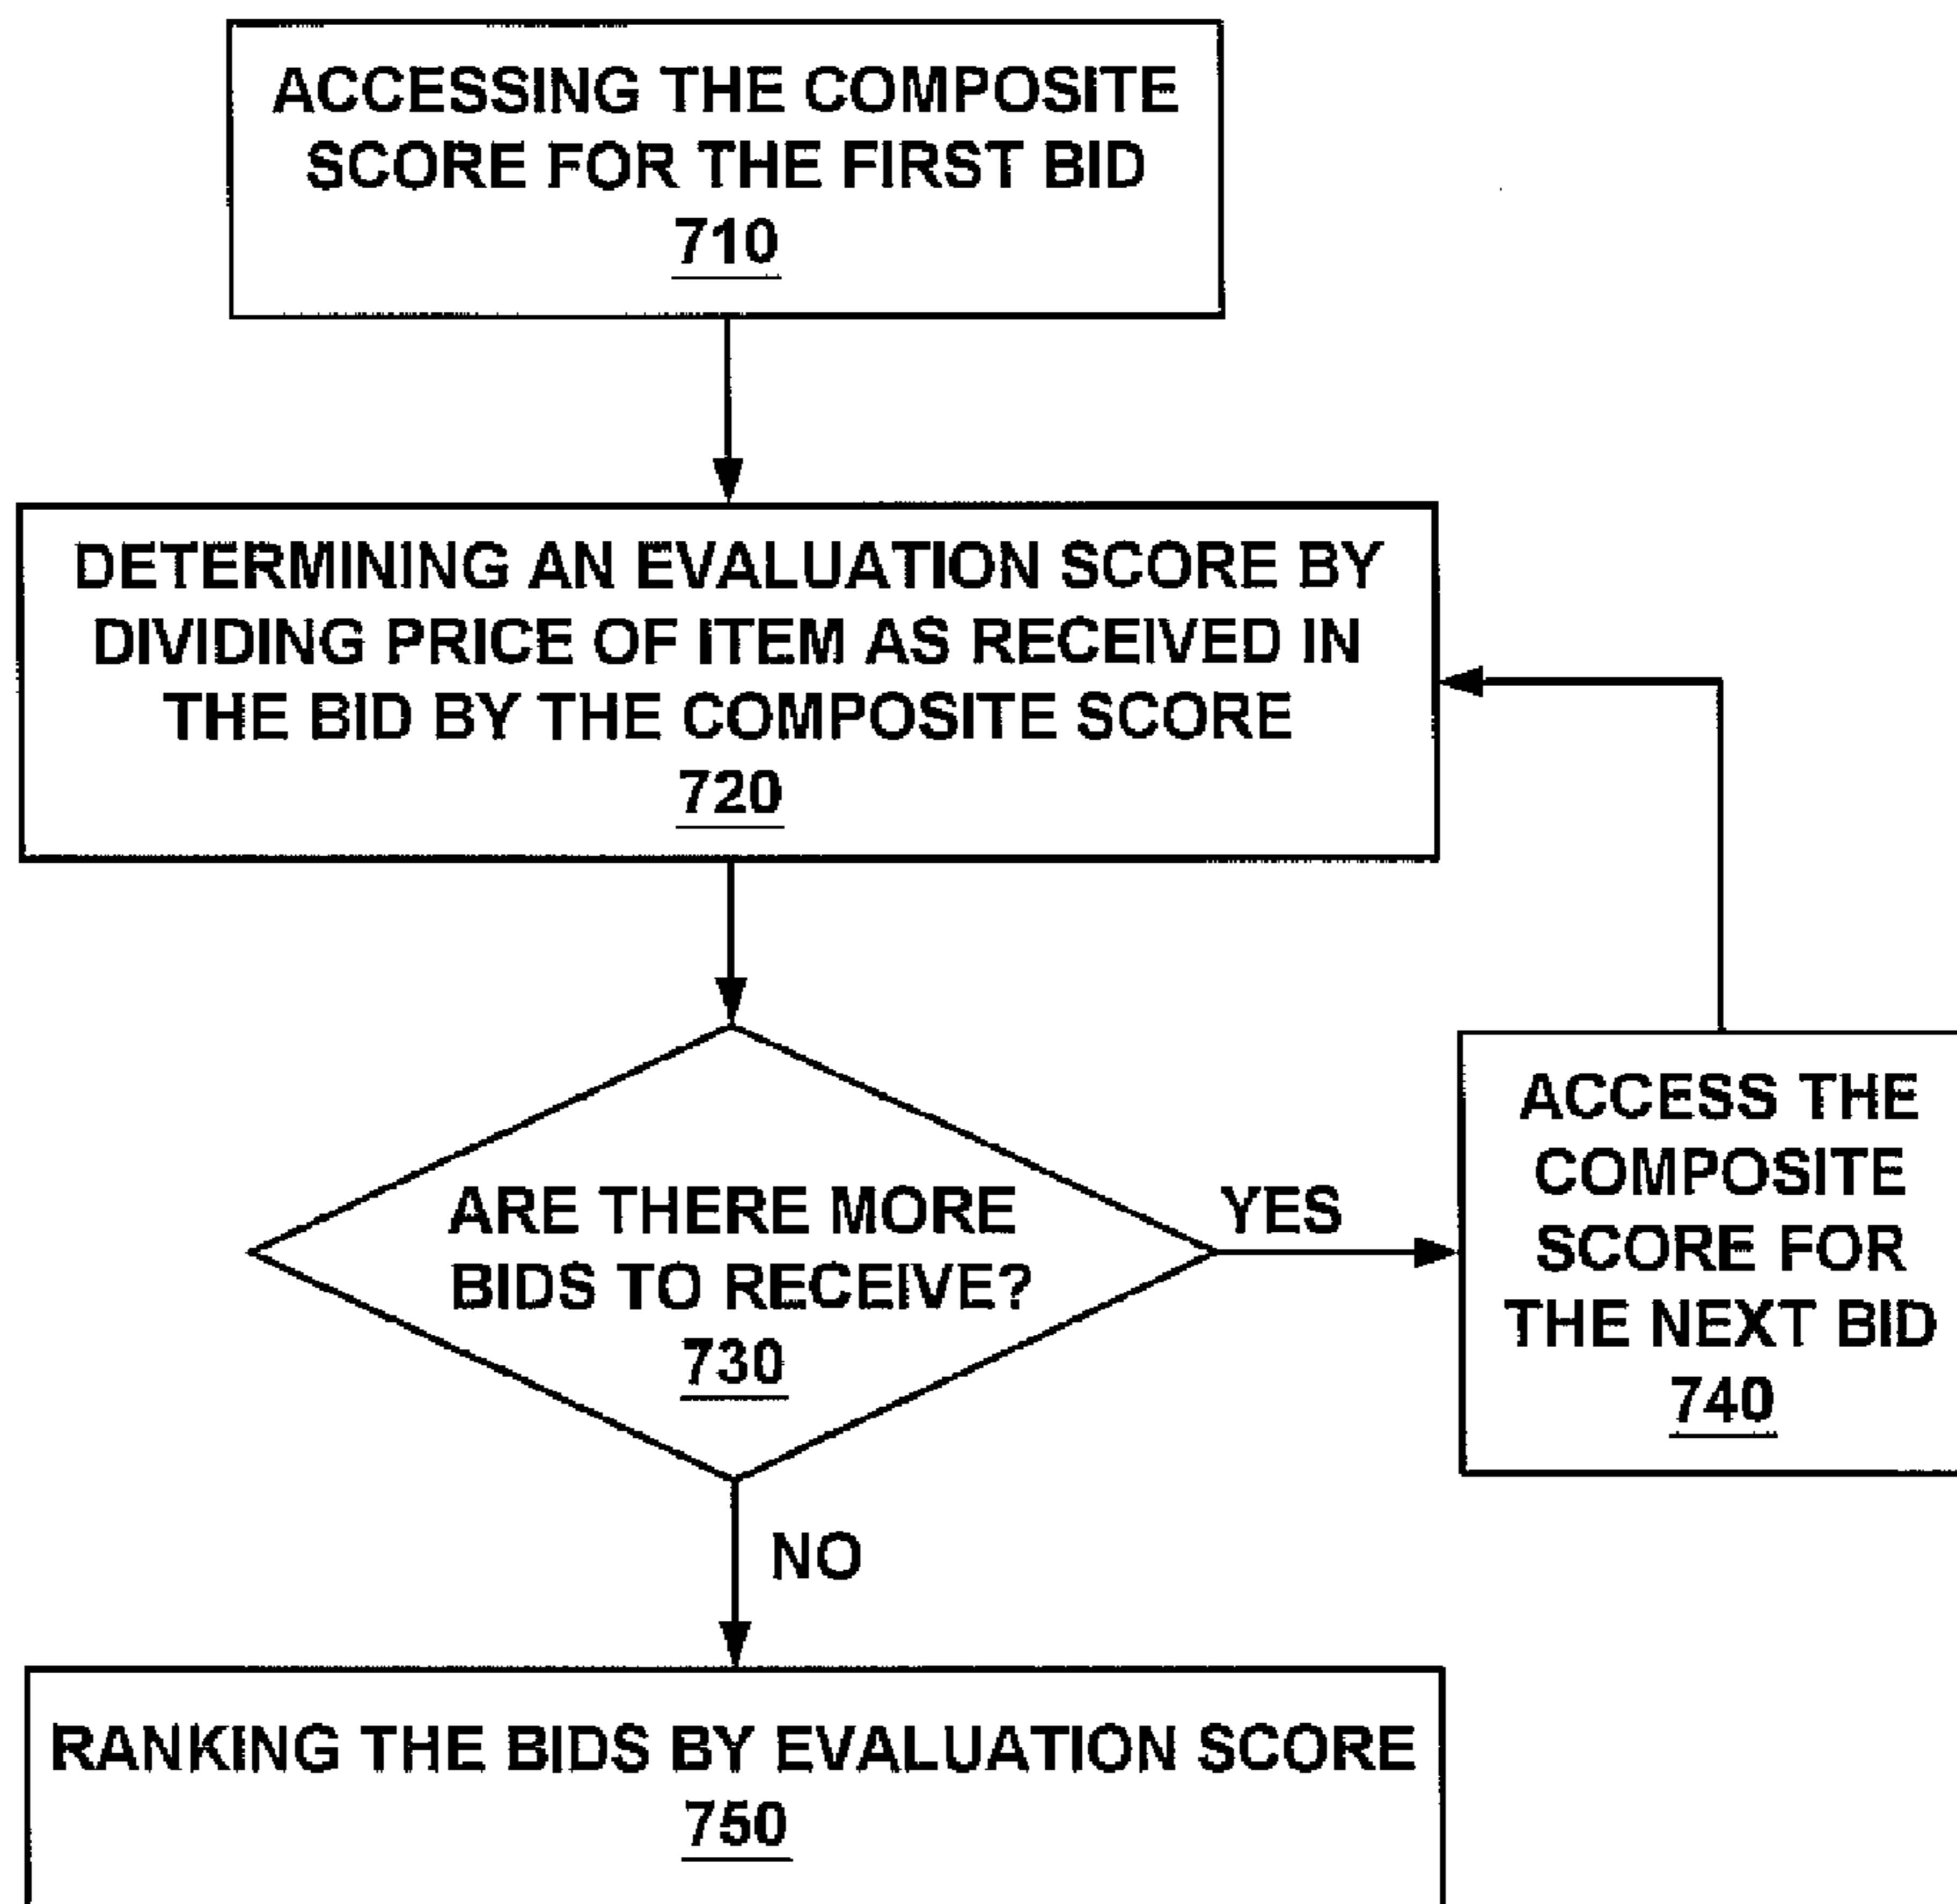 ACCESSING THE COMPOSITE
SCORE FOR THE FIRST BID
710
DETERMINING AN EVALUATION SCORE BY
DIVIDING PRICE OF ITEM AS RECEIVED IN
THE BID BY THE COMPOSITE SCORE
720
ARE THERE MORE
BIDS TO RECEIVE?
730
YES
ACCESS THE
COMPOSITE
SCORE FOR
THE NEXT BID
740
NO
RANKING THE BIDS BY EVALUATION SCORE
750